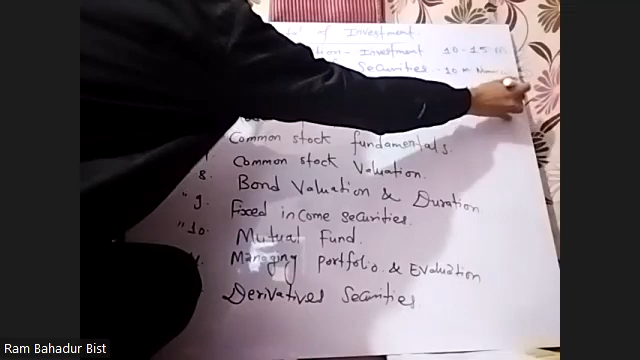 of Investment.
Investment 10-15
Securities 10
Common stock fundamentals.
Common stock Valuation.
8. Bond Valuation & Duration
" 9. Fixed income securities.
" 10. Mutual Fund.
Managing portfolio & Evaluation
Derivatives Securities
Ram Bahadur Bist